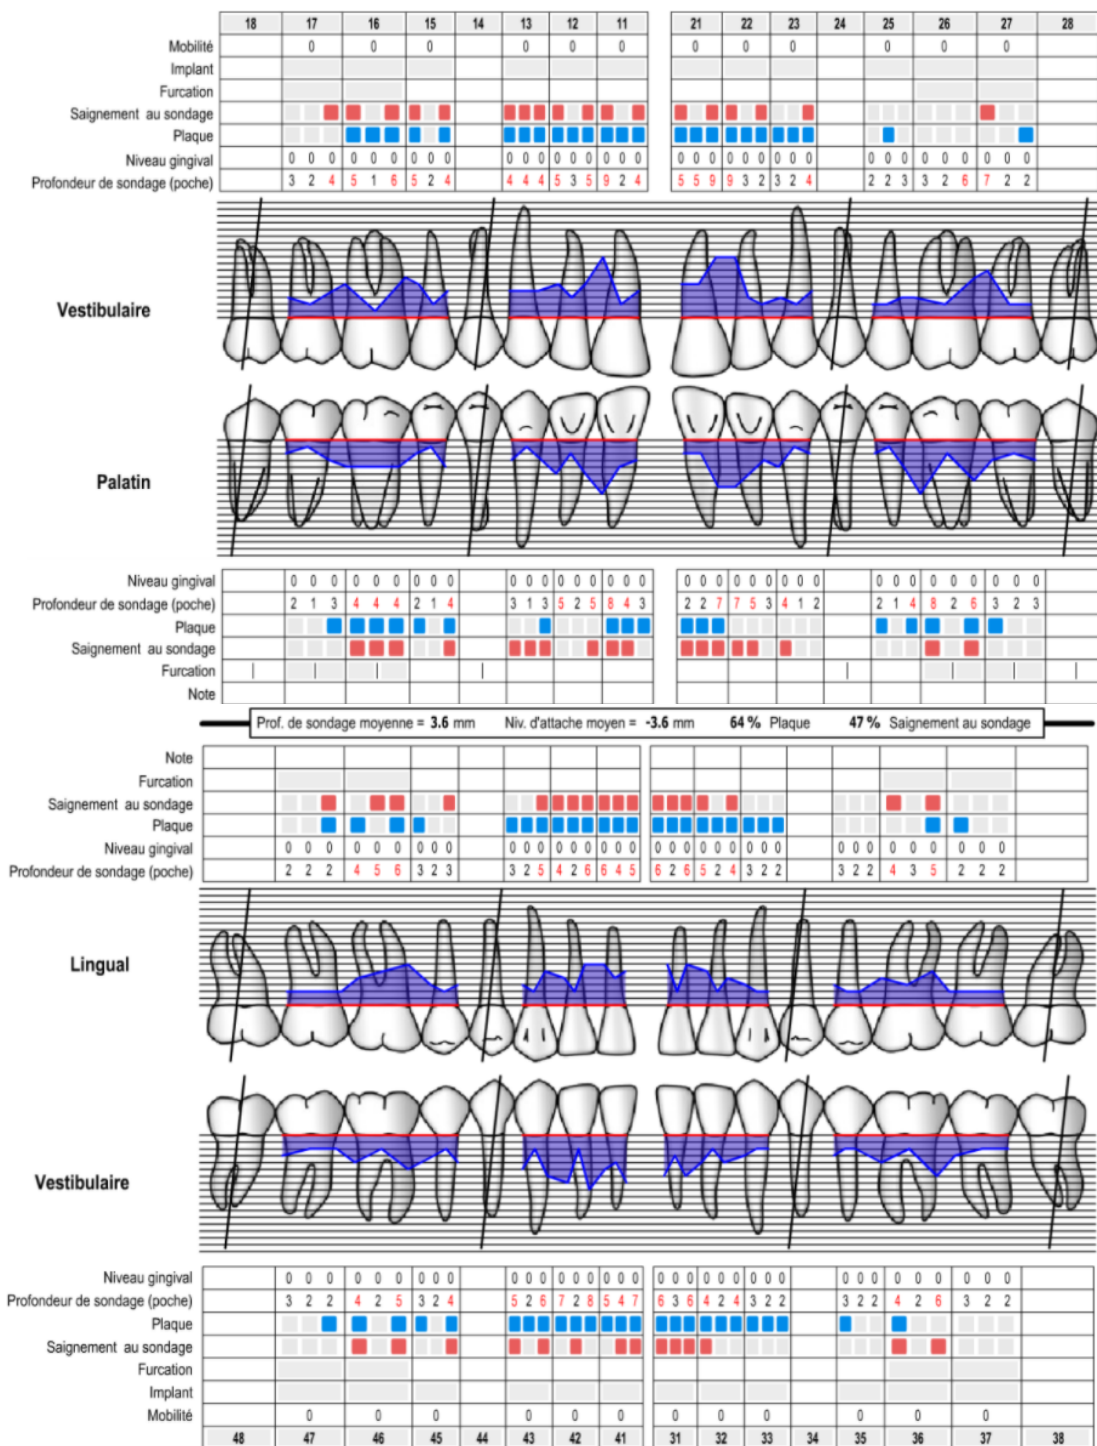 18 17 16 15 14 13 12 11 21 22 23 24 25 26 27 28
Mobilité 0 0 0 0 0 0 0 0 0 0 0 0
Implant
Furcation
Saignement au sondage
Plaque
Niveau gingival 0 0 0 0 0 0 0 0 0 0 0 0 0 0 0 0 0 0 0 0 0 0 0 0 0 0 0 0 0 0 0 0 0 0 0 0
Profondeur de sondage (poche) 3 2 4 5 1 6 5 2 4 4 4 4 5 3 5 9 2 4 5 5 9 9 3 2 3 2 4 2 2 3 3 2 6 7 2 2
Vestibulaire
Palatin
Niveau gingival 0 0 0 0 0 0 0 0 0 0 0 0 0 0 0 0 0 0 0 0 0 0 0 0 0 0 0 0 0 0 0 0 0 0 0 0
Profondeur de sondage (poche) 2 1 3 4 4 4 2 1 4 3 1 3 5 2 5 8 4 3 2 2 7 7 5 3 4 1 2 2 1 4 8 2 6 3 2 3
Plaque
Saignement au sondage
Furcation
Note
Prof. de sondage moyenne = 3.6 mm Niv. d'attache moyen = -3.6 mm 64 % Plaque 47 % Saignement au sondage
Note
Furcation
Saignement au sondage
Plaque
Niveau gingival 0 0 0 0 0 0 0 0 0 0 0 0 0 0 0 0 0 0 0 0 0 0 0 0 0 0 0 0 0 0 0 0 0 0 0 0
Profondeur de sondage (poche) 2 2 2 4 5 6 3 2 3 3 2 5 4 2 6 6 4 5 6 2 6 5 2 4 3 2 2 3 2 2 4 3 5 2 2 2
Lingual
Vestibulaire
Niveau gingival 0 0 0 0 0 0 0 0 0 0 0 0 0 0 0 0 0 0 0 0 0 0 0 0 0 0 0 0 0 0 0 0 0 0 0 0
Profondeur de sondage (poche) 3 2 2 4 2 5 3 2 4 5 2 6 7 2 8 5 4 7 6 3 6 4 2 4 3 2 2 3 2 2 4 2 6 3 2 2
Plaque
Saignement au sondage
Furcation
Implant
Mobilité 0 0 0 0 0 0 0 0 0 0 0 0
48 47 46 45 44 43 42 41 31 32 33 34 35 36 37 38